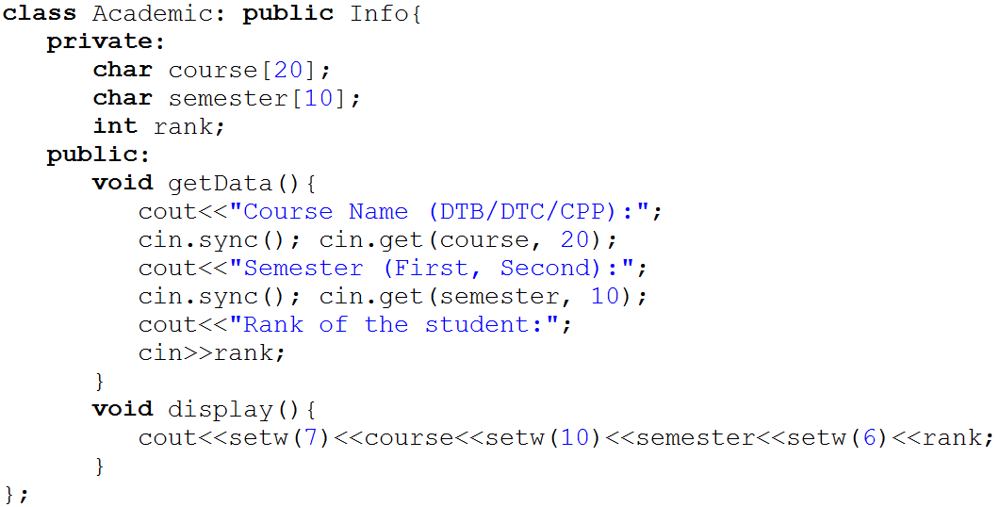 class Academic: public Info{
   private:
      char course[20];
      char semester[10];
      int rank;
   public:
      void getData(){
         cout<<"Course Name (DTB/DTC/CPP):";
         cin.sync(); cin.get(course, 20);
         cout<<"Semester (First, Second):";
         cin.sync(); cin.get(semester, 10);
         cout<<"Rank of the student:";
         cin>>rank;
      }
      void display(){
         cout<<setw(7)<<course<<setw(10)<<semester<<setw(6)<<rank;
      }
};